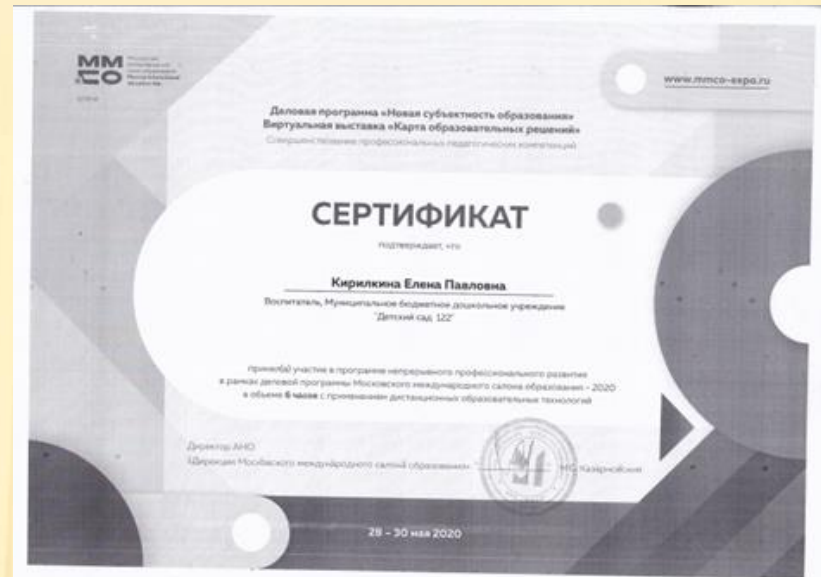 ММ
СО
www.mmco-expo.ru
Деловая программа «Новая субъектность образования»
Виртуальная выставка «Карта образовательных решений»
Совершенствование профессиональных педагогических компетенций
СЕРТИФИКАТ
подтверждает, что
Кирилкина Елена Павловна
Воспитатель, Муниципальное бюджетное дошкольное учреждение
"Детский сад 122"
принял(а) участие в программе непрерывного профессионального развития
в рамках деловой программы Московского международного салона образования - 2020
в объеме 6 часов с применением дистанционных образовательных технологий
Директор АНО
«Дирекция Московского международного салона образования»
Казарновский
28 – 30 мая 2020